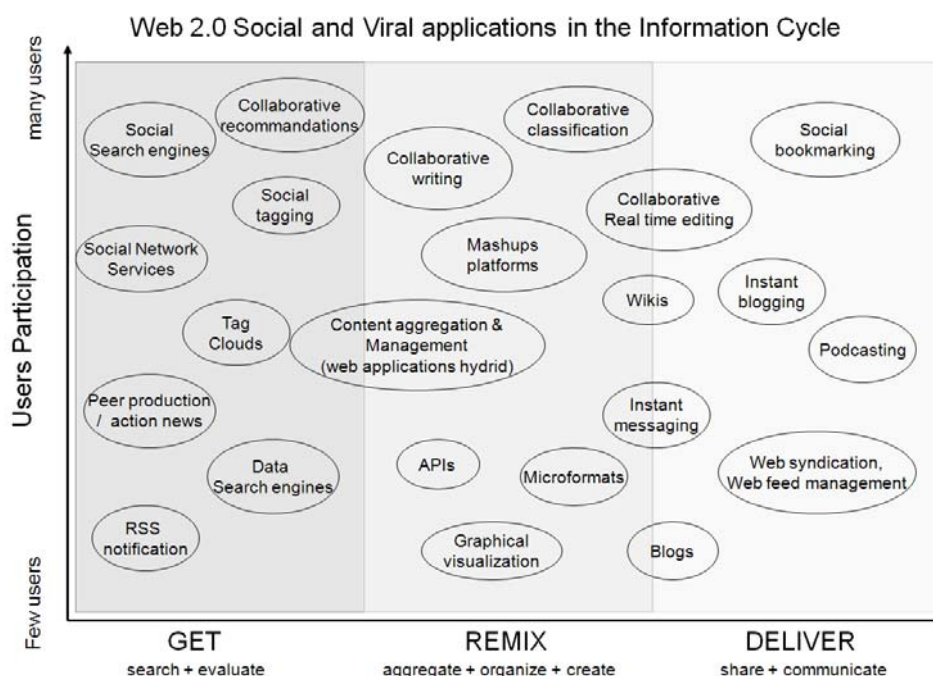 Web 2.0 Social and Viral applications in the Information Cycle
many users
Users Participation
Few users
Social
Search engines
Collaborative
recommandations
Social
tagging
Social Network
Services
Tag
Clouds
Peer production
/ action news
Data
Search engines
RSS
notification
Collaborative
writing
Collaborative
classification
Collaborative
Real time editing
Mashups
platforms
Wikis
Content aggregation &
Management
(web applications hydrid)
Instant
messaging
APIs
Microformats
Graphical
visualization
Blogs
Social
bookmarking
Instant
blogging
Podcasting
Web syndication,
Web feed management
GET
search + evaluate
REMIX
aggregate + organize + create
DELIVER
share + communicate